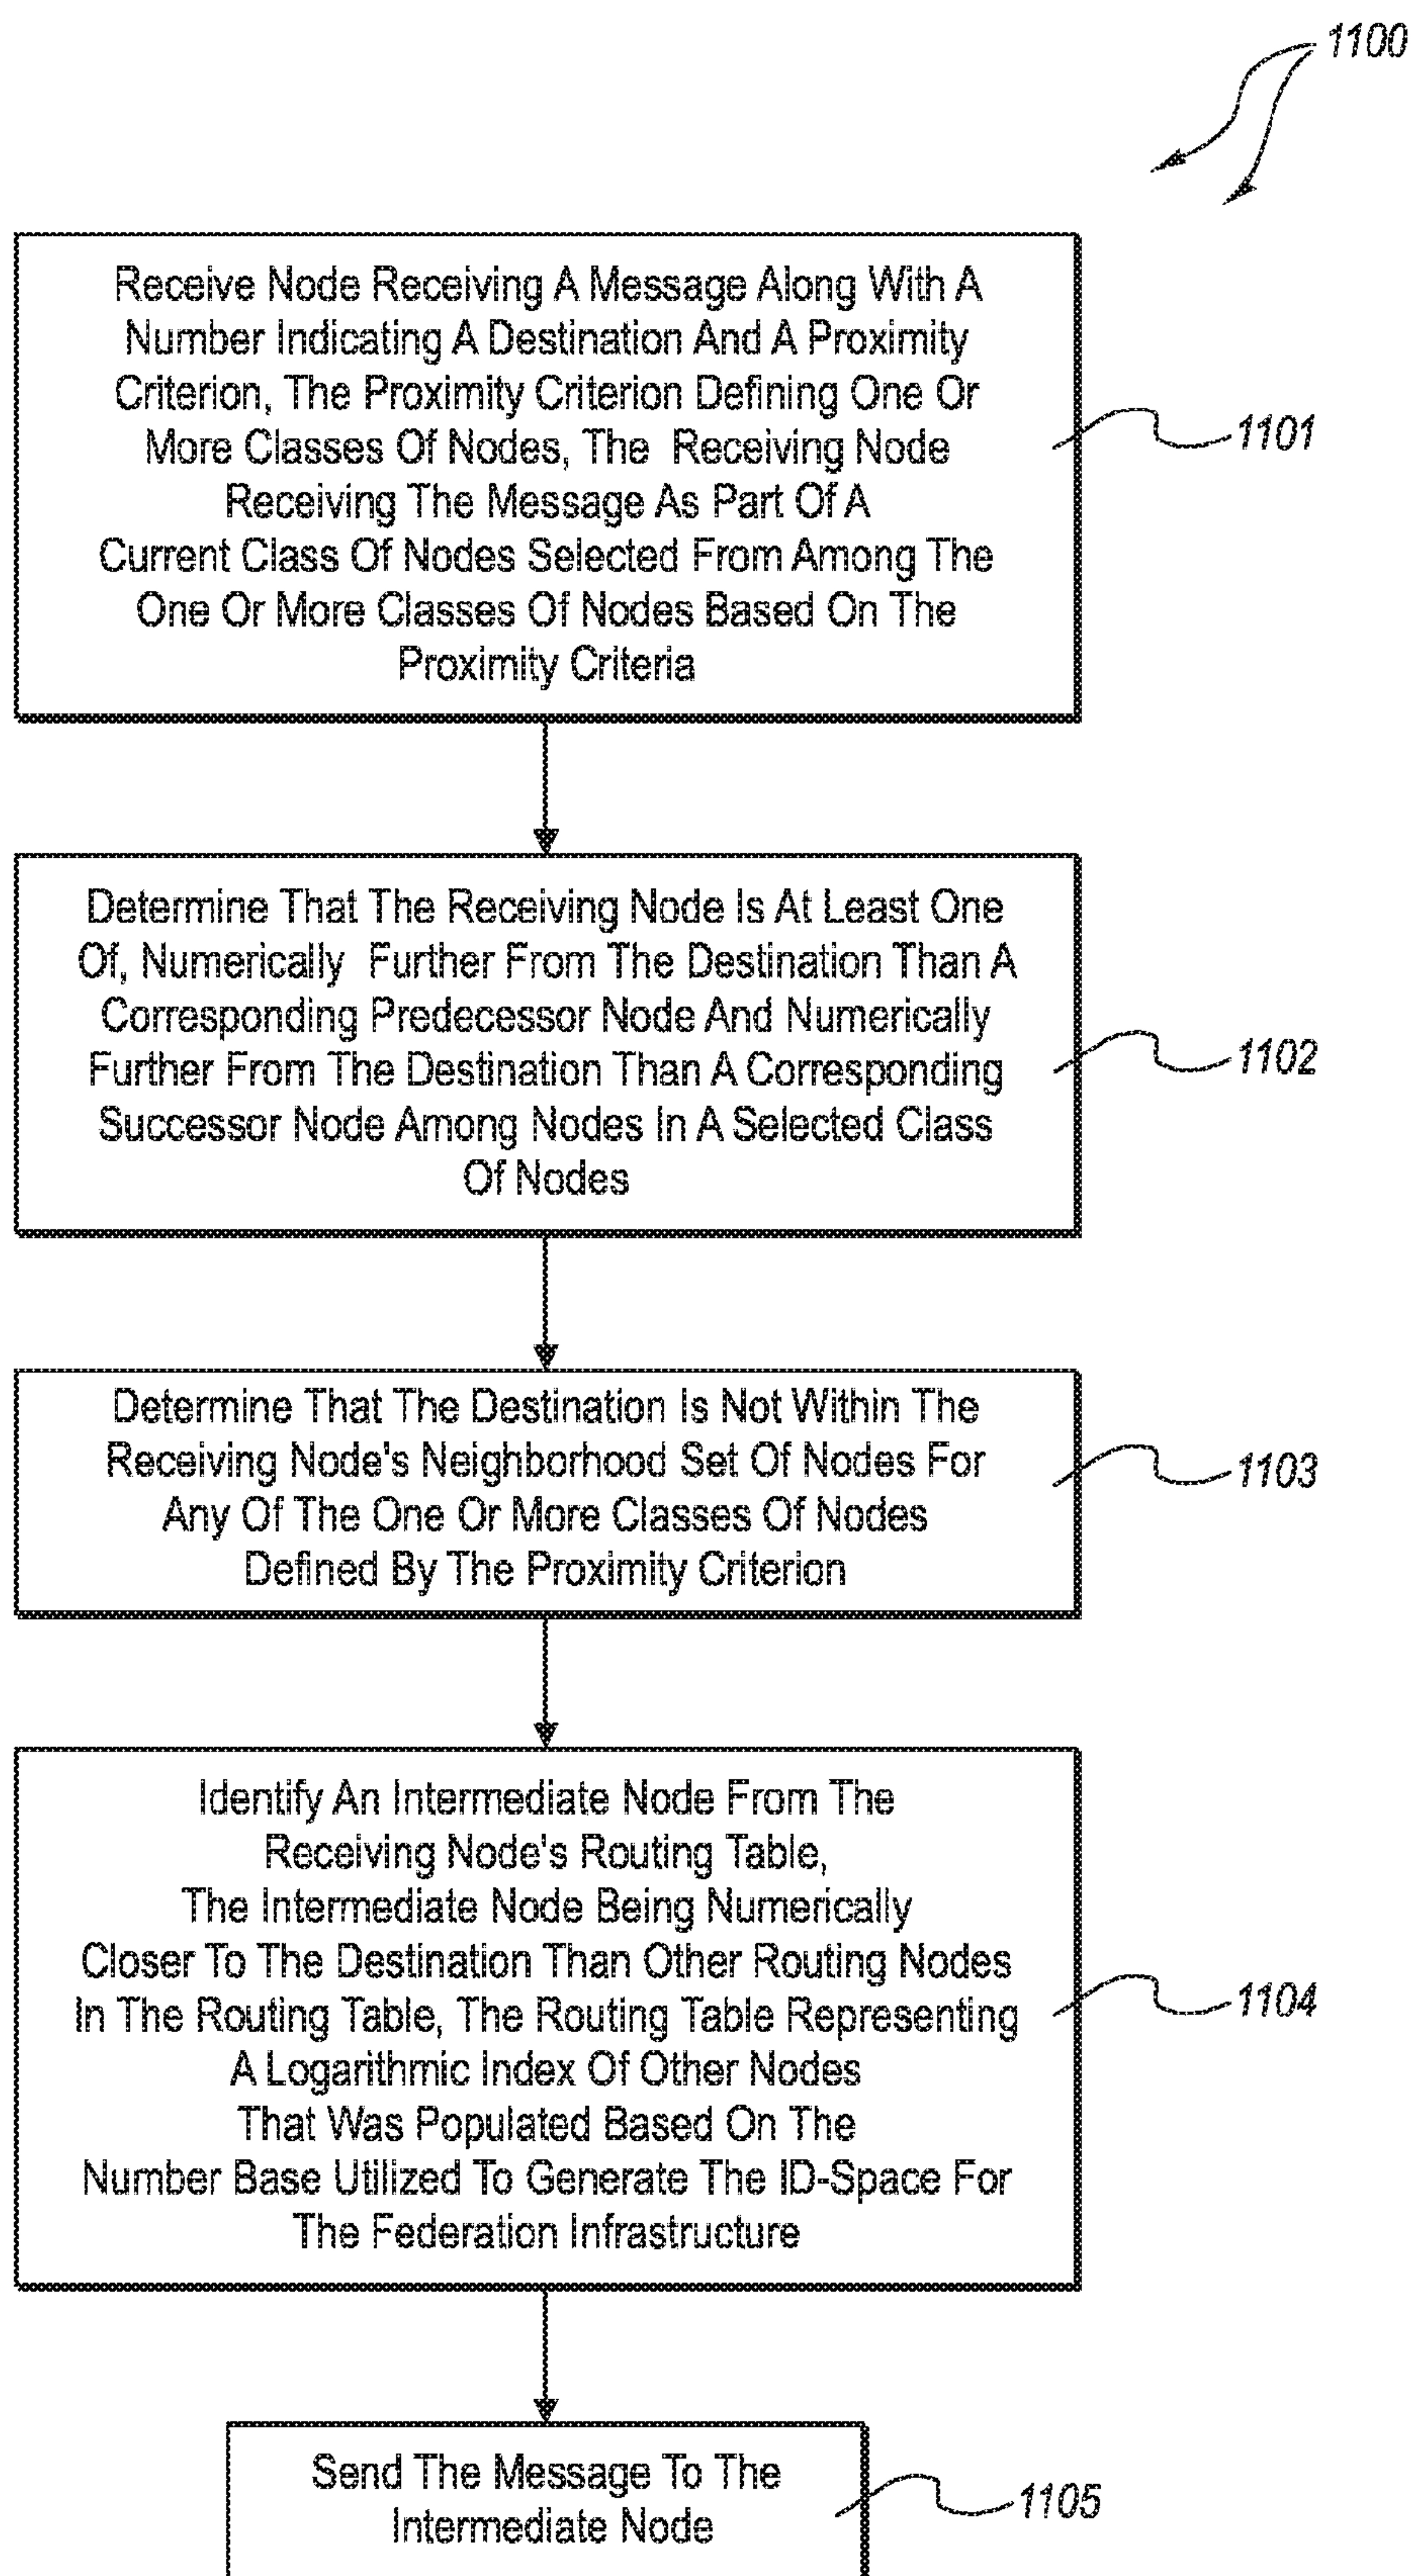 1100
Receive Node Receiving A Message Along With A
Number Indicating A Destination And A Proximity
Criterion, The Proximity Criterion Defining One Or
More Classes Of Nodes, The Receiving Node
Receiving The Message As Part Of A
Current Class Of Nodes Selected From Among The
One Or More Classes Of Nodes Based On The
Proximity Criteria
1101
Determine That The Receiving Node Is At Least One
Of, Numerically Further From The Destination Than A
Corresponding Predecessor Node And Numerically
Further From The Destination Than A Corresponding
Successor Node Among Nodes In A Selected Class
Of Nodes
1102
Determine That The Destination Is Not Within The
Receiving Node's Neighborhood Set Of Nodes For
Any Of The One Or More Classes Of Nodes
Defined By The Proximity Criterion
1103
Identify An Intermediate Node From The
Receiving Node's Routing Table,
The Intermediate Node Being Numerically
Closer To The Destination Than Other Routing Nodes
In The Routing Table, The Routing Table Representing
A Logarithmic Index Of Other Nodes
That Was Populated Based On The
Number Base Utilized To Generate The ID-Space For
The Federation Infrastructure
1104
Send The Message To The
Intermediate Node
1105